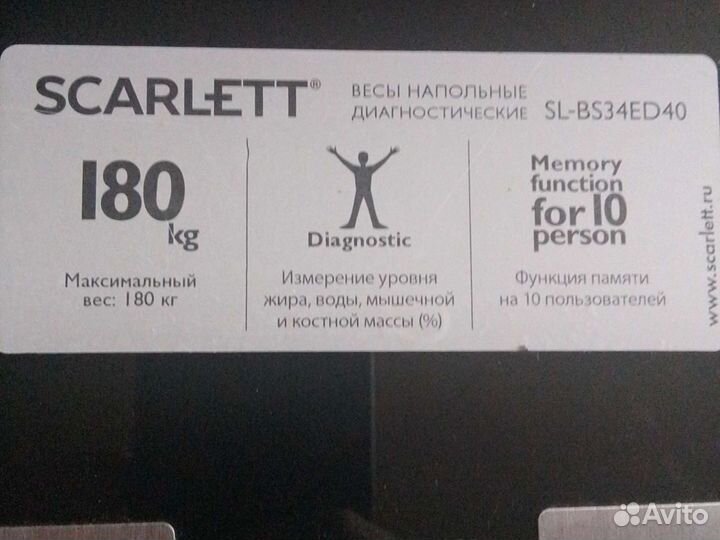 SCARLETT®
ВЕСЫ НАПОЛЬНЫЕ
ДИАГНОСТИЧЕСКИЕ SL-BS34ED40
180
kg
Максимальный
вес: 180 кг
Diagnostic
Измерение уровня
жира, воды, мышечной
и костной массы (%)
Memory
function
for 10
person
Функция памяти
на 10 пользователей
www.scarlett.ru
Avito